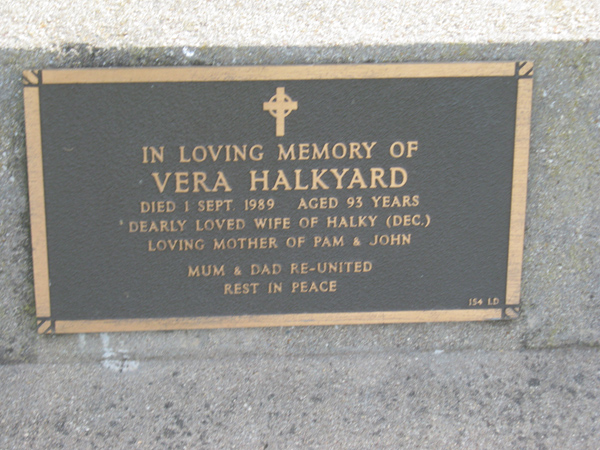 IN LOVING MEMORY OF
VERA HALKYARD
DIED 1 SEPT. 1989 AGED 93 YEARS
DEARLY LOVED WIFE OF HALKY (DEC.)
LOVING MOTHER OF PAM & JOHN
MUM & DAD RE-UNITED
REST IN PEACE
154 LD